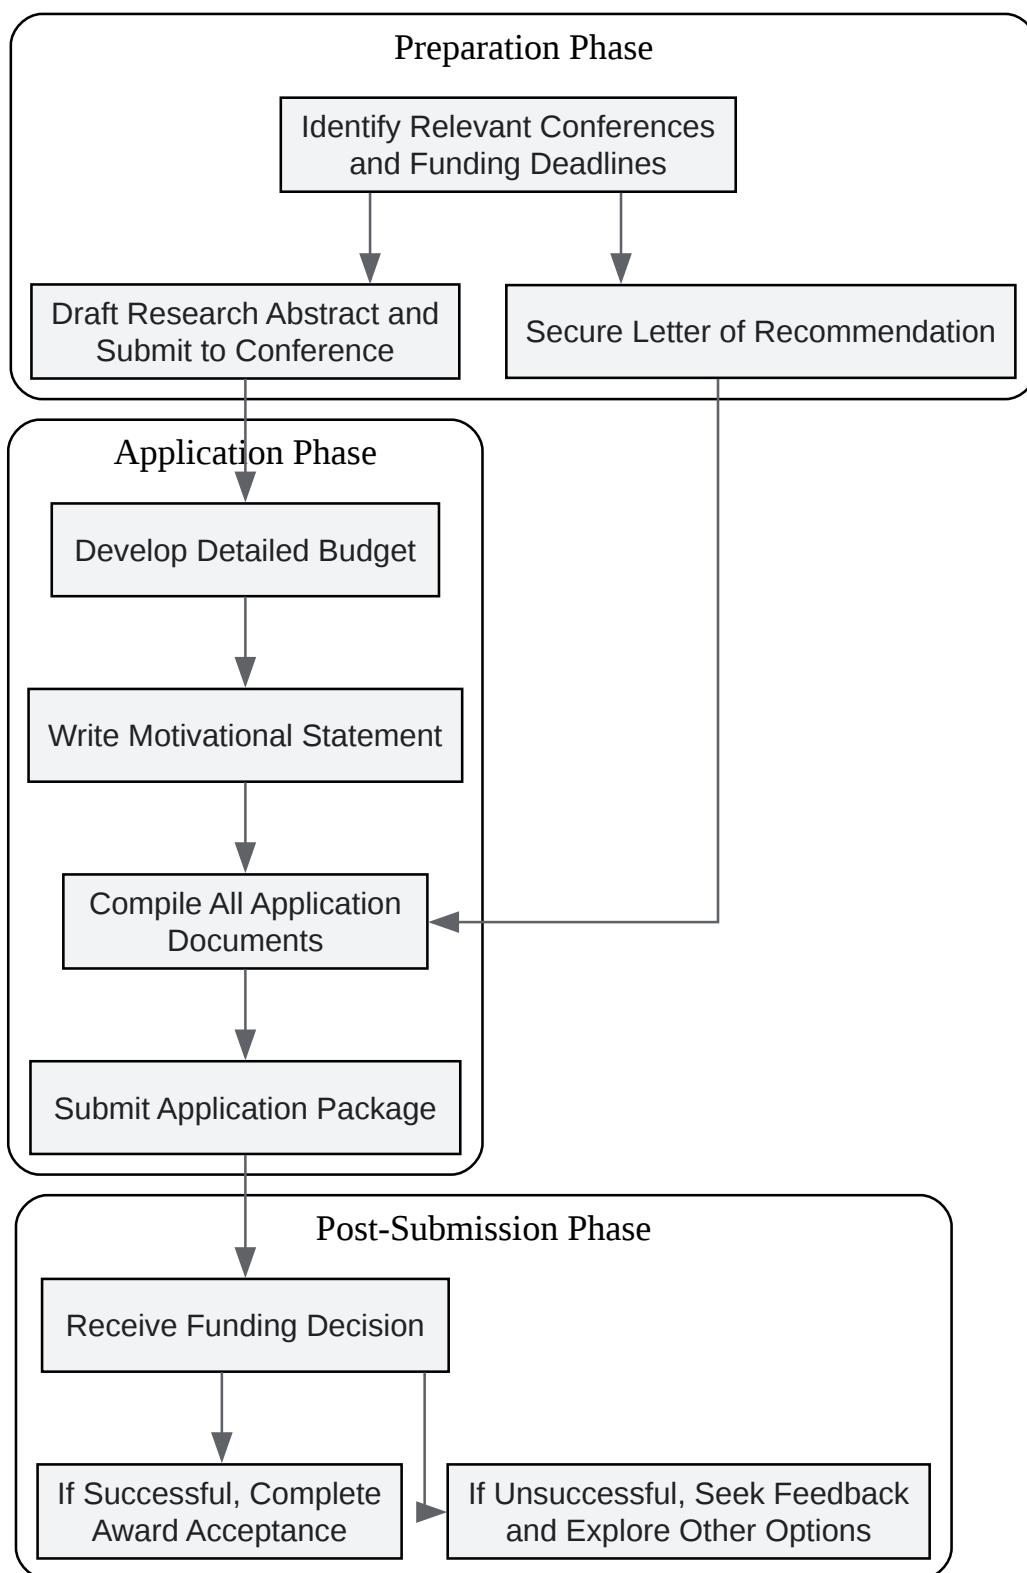 Preparation Phase
Identify Relevant Conferences
and Funding Deadlines
Draft Research Abstract and
Submit to Conference
Secure Letter of Recommendation
Application Phase
Develop Detailed Budget
Write Motivational Statement
Compile All Application
Documents
Submit Application Package
Post-Submission Phase
Receive Funding Decision
If Successful, Complete
Award Acceptance
If Unsuccessful, Seek Feedback
and Explore Other Options